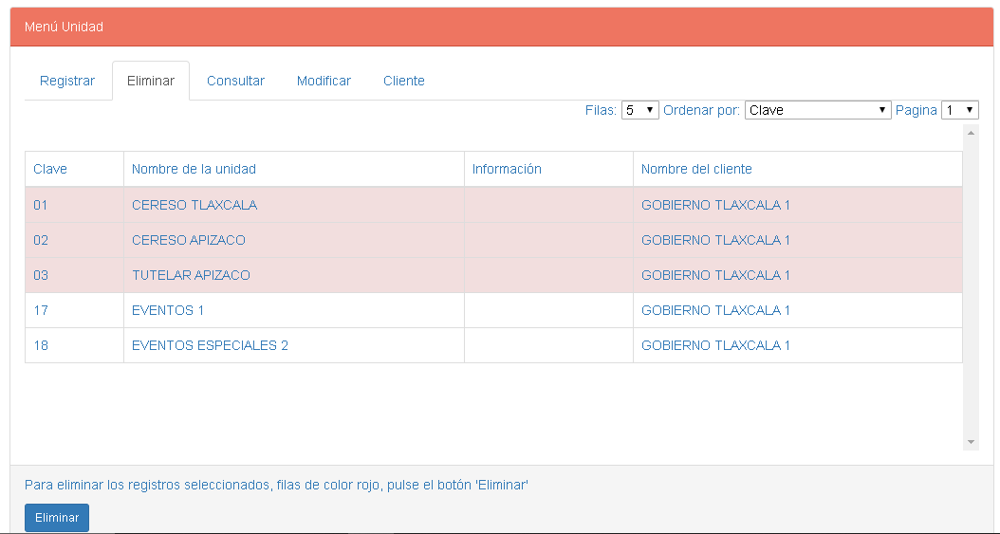 Menú Unidad
Registrar Eliminar Consultar Modificar Cliente
Filas: 5 Ordenar por: Clave Pagina 1
Clave Nombre de la unidad Información Nombre del cliente
01 CERESO TLAXCALA GOBIERNO TLAXCALA 1
02 CERESO APIZACO GOBIERNO TLAXCALA 1
03 TUTELAR APIZACO GOBIERNO TLAXCALA 1
17 EVENTOS 1 GOBIERNO TLAXCALA 1
18 EVENTOS ESPECIALES 2 GOBIERNO TLAXCALA 1
Para eliminar los registros seleccionados, filas de color rojo, pulse el botón 'Eliminar'
Eliminar